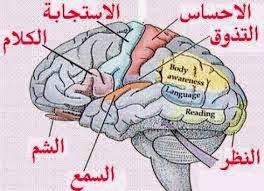 الاحساس
التذوق
الاستجابة
الكلام
Body
awareness
Language
Reading
الشم
السمع
النظر